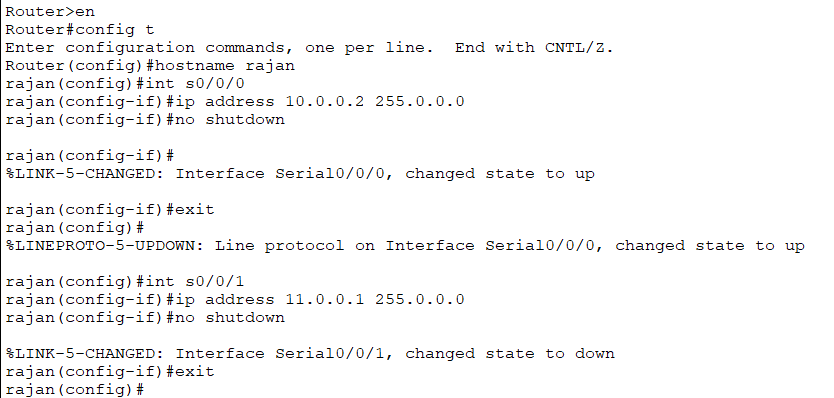 Router>en
Router#config t
Enter configuration commands, one per line.  End with CNTL/Z.
Router(config)#hostname rajan
rajan(config)#int s0/0/0
rajan(config-if)#ip address 10.0.0.2 255.0.0.0
rajan(config-if)#no shutdown
rajan(config-if)#
%LINK-5-CHANGED: Interface Serial0/0/0, changed state to up
rajan(config-if)#exit
rajan(config)#
%LINEPROTO-5-UPDOWN: Line protocol on Interface Serial0/0/0, changed state to up
rajan(config)#int s0/0/1
rajan(config-if)#ip address 11.0.0.1 255.0.0.0
rajan(config-if)#no shutdown
%LINK-5-CHANGED: Interface Serial0/0/1, changed state to down
rajan(config-if)#exit
rajan(config)#